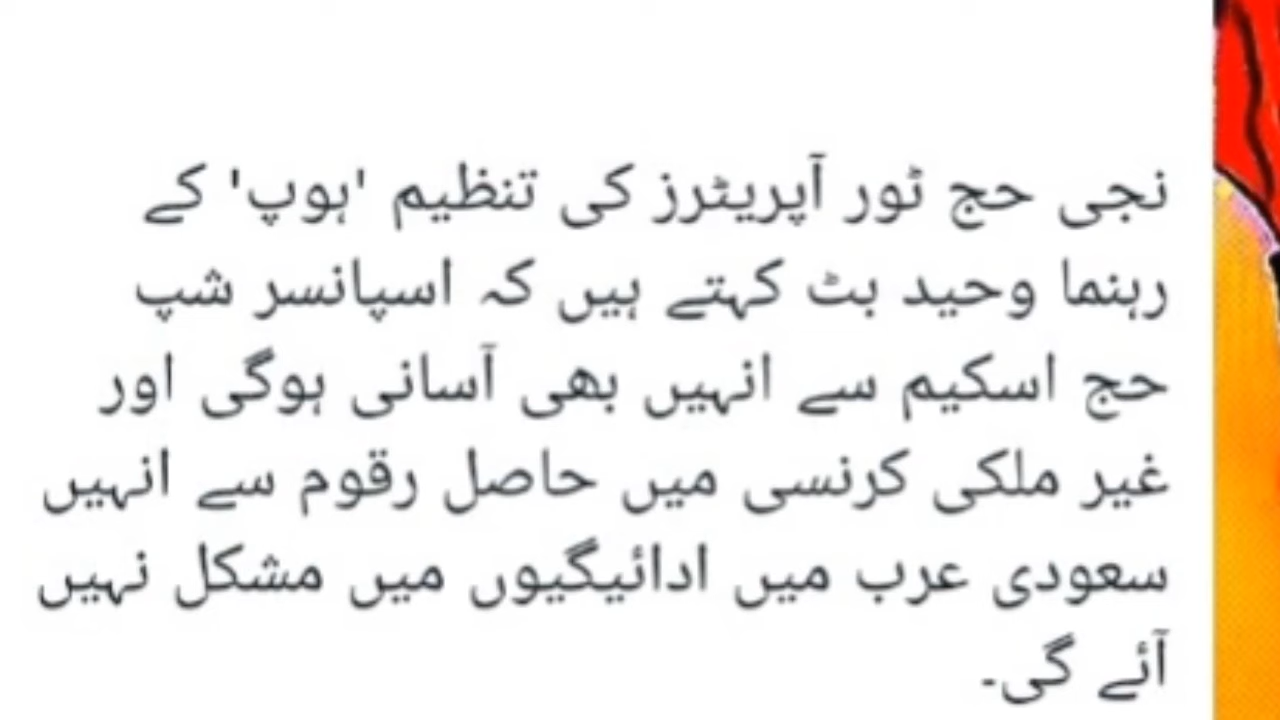 نجی حج ٹور آپریٹرز کی تنظیم 'ہوپ' کے
رہنما وحید بٹ کہتے ہیں کہ اسپانسر شپ
حج اسکیم سے انہیں بھی آسانی ہوگی اور
غیر ملکی کرنسی میں حاصل رقوم سے انہیں
سعودی عرب میں ادائیگیوں میں مشکل نہیں
آئے گی۔